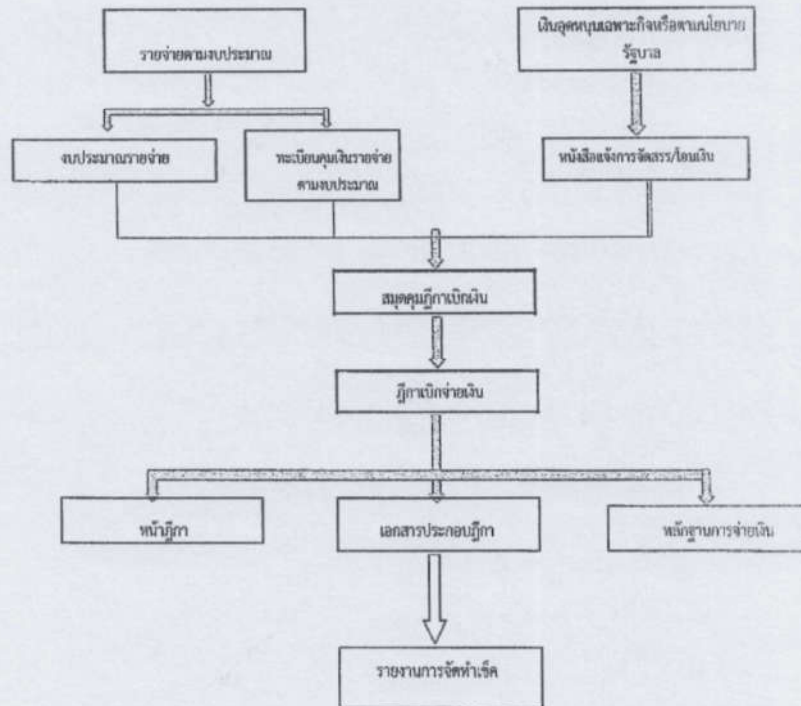 รายจ่ายตามงบประมาณ
เงินอุดหนุนเฉพาะกิจหรือตามนโยบาย
รัฐบาล
งบประมาณรายจ่าย
ทะเบียนคุมเงินรายจ่าย
ตามงบประมาณ
หนังสือแจ้งการจัดสรร/โอนเงิน
สมุดคุมฎีกาเบิกเงิน
ฎีกาเบิกจ่ายเงิน
หน้าฎีกา
เอกสารประกอบฎีกา
หลักฐานการจ่ายเงิน
รายงานการจัดทำเช็ค